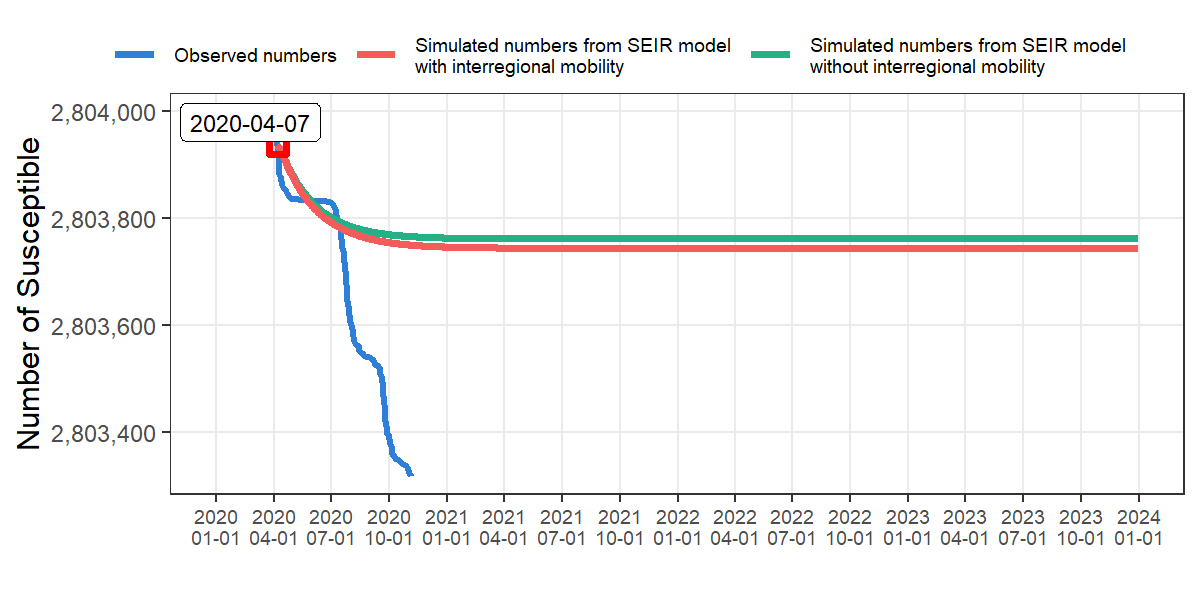 Observed numbers
Simulated numbers from SEIR model
with interregional mobility
Simulated numbers from SEIR model
without interregional mobility
Number of Susceptible
2,804,000
2,803,800
2,803,600
2,803,400
2020-04-07
2020 2020 2020 2020 2021 2021 2021 2021 2022 2022 2022 2022 2023 2023 2023 2023 2024
01-01 04-01 07-01 10-01 01-01 04-01 07-01 10-01 01-01 04-01 07-01 10-01 01-01 04-01 07-01 10-01 01-01